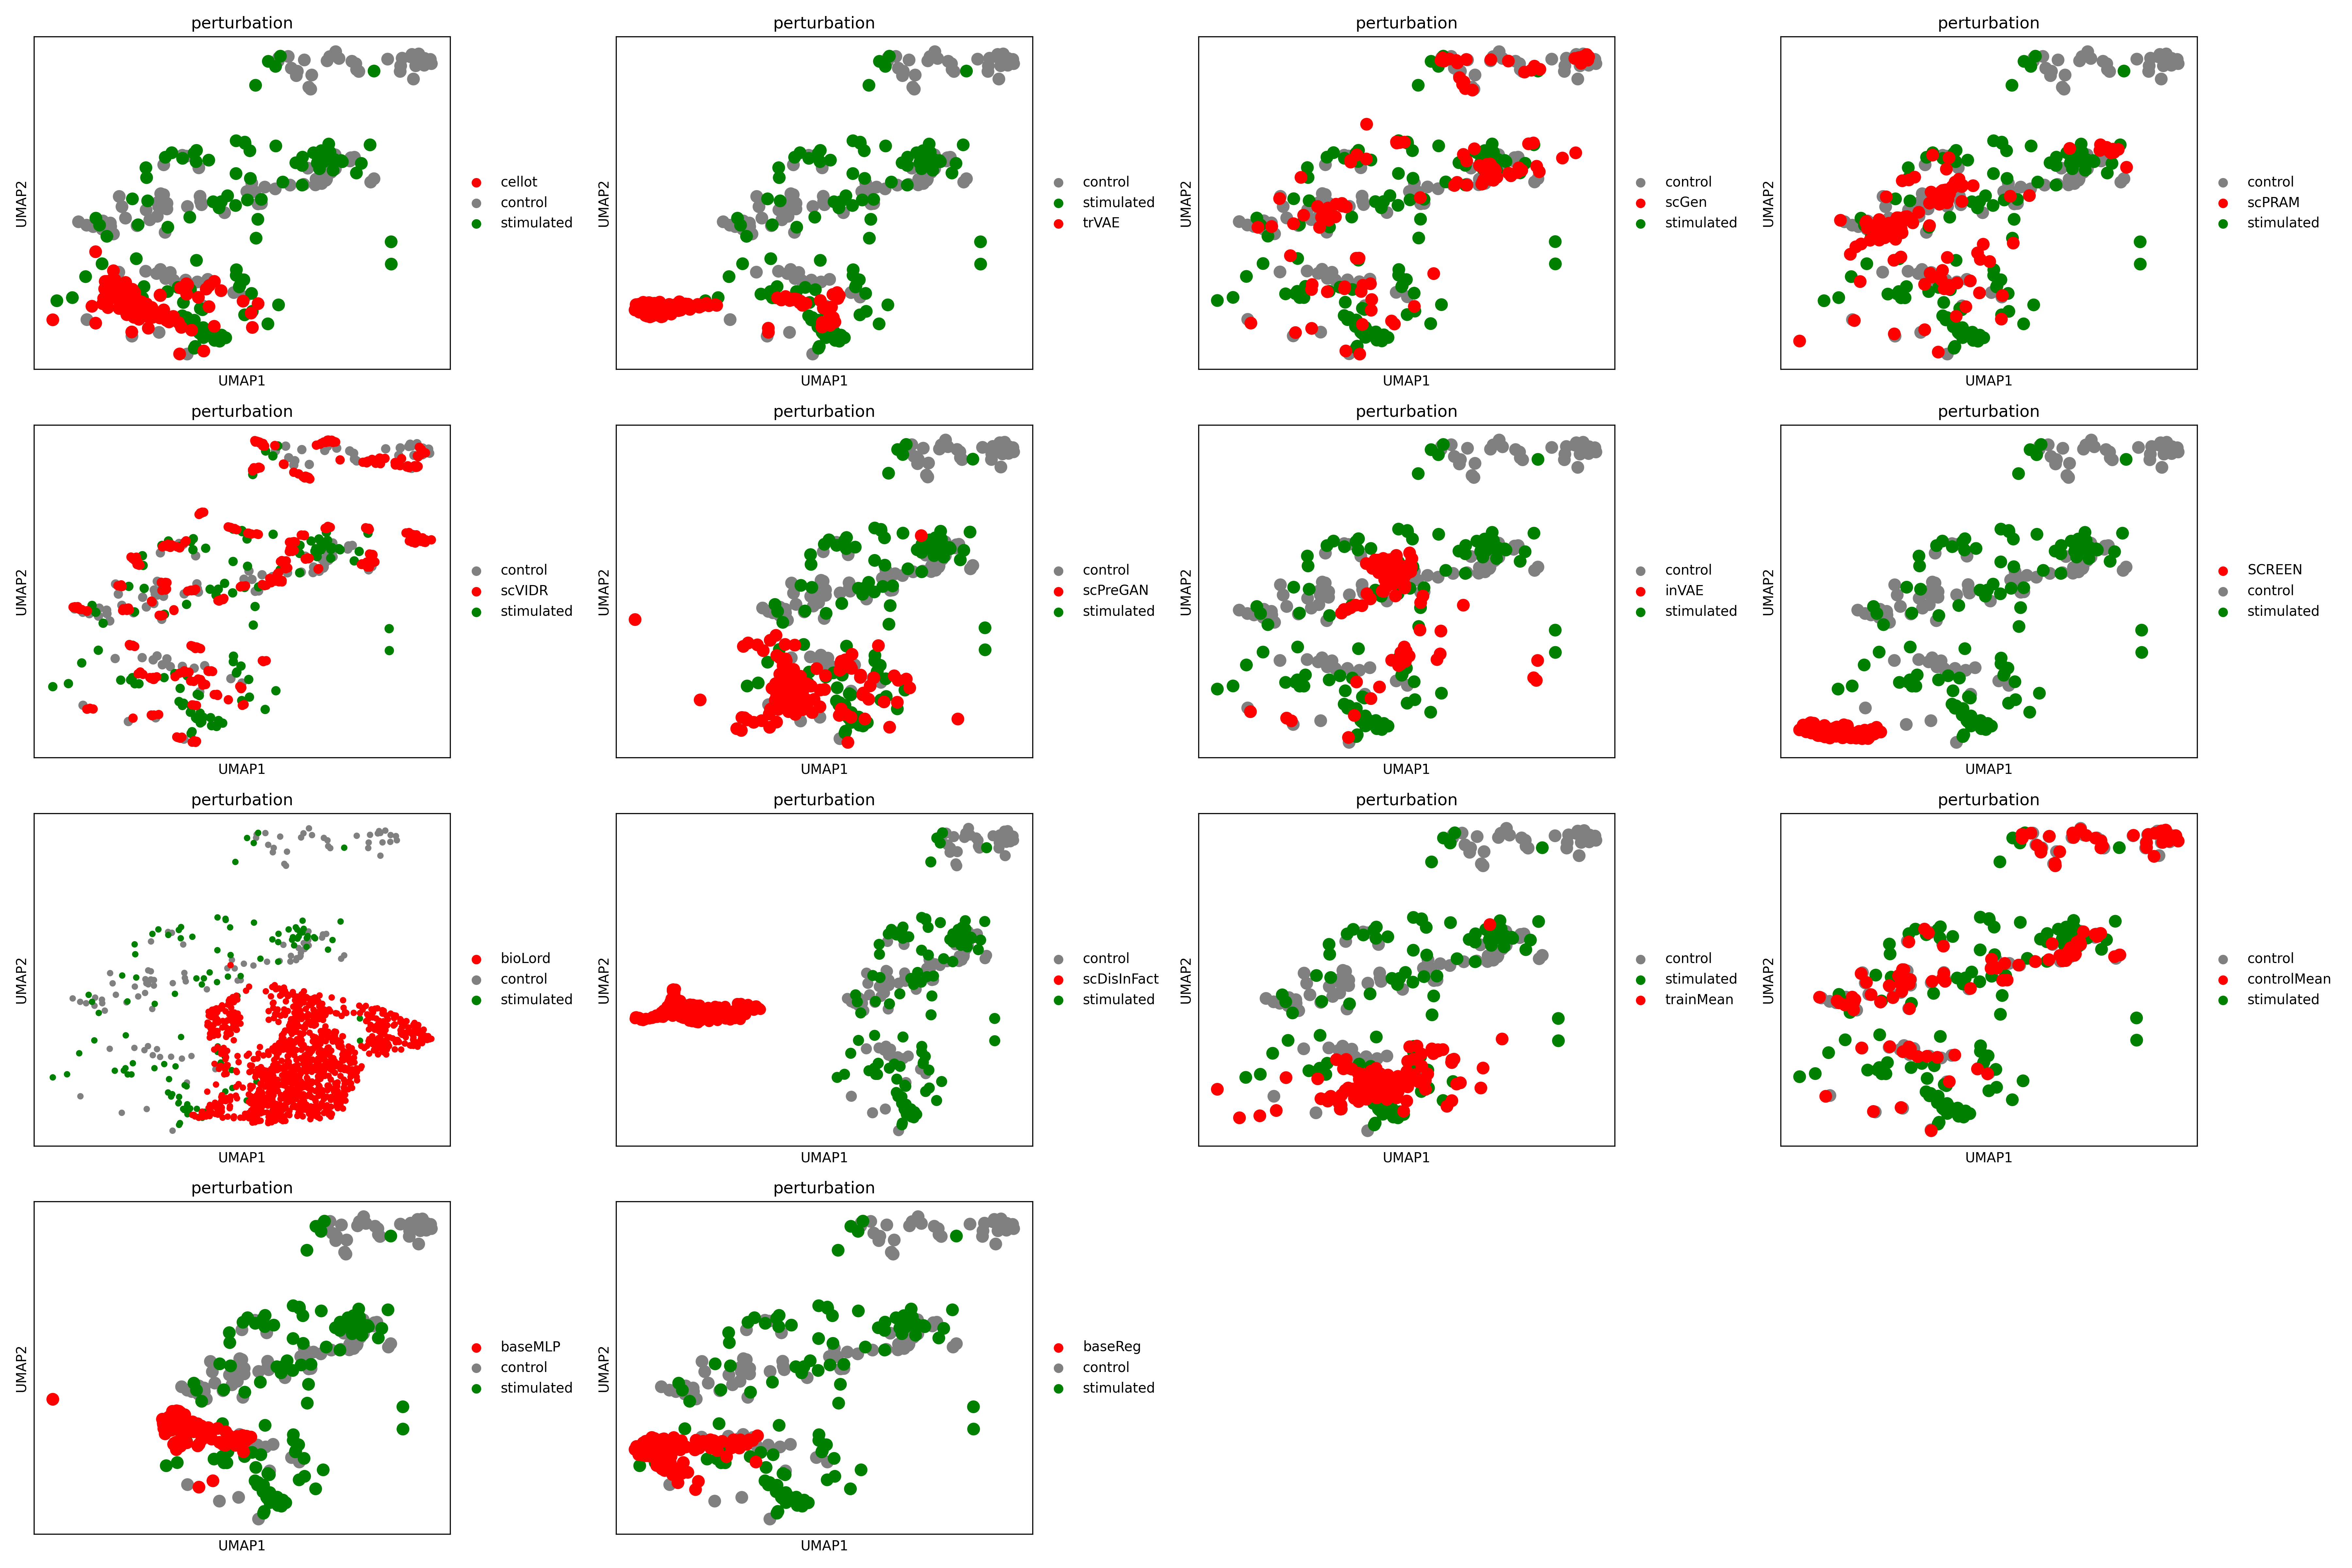 perturbation
UMAP2
UMAP1
cellot
control
stimulated
perturbation
UMAP2
UMAP1
control
stimulated
trVAE
perturbation
UMAP2
UMAP1
control
scGen
stimulated
perturbation
UMAP2
UMAP1
control
scPRAM
stimulated
perturbation
UMAP2
UMAP1
control
scVIDR
stimulated
perturbation
UMAP2
UMAP1
control
scPreGAN
stimulated
perturbation
UMAP2
UMAP1
control
inVAE
stimulated
perturbation
UMAP2
UMAP1
SCREEN
control
stimulated
perturbation
UMAP2
UMAP1
bioLord
control
stimulated
perturbation
UMAP2
UMAP1
control
scDisInFact
stimulated
perturbation
UMAP2
UMAP1
control
stimulated
trainMean
perturbation
UMAP2
UMAP1
control
controlMean
stimulated
perturbation
UMAP2
UMAP1
baseMLP
control
stimulated
perturbation
UMAP2
UMAP1
baseReg
control
stimulated